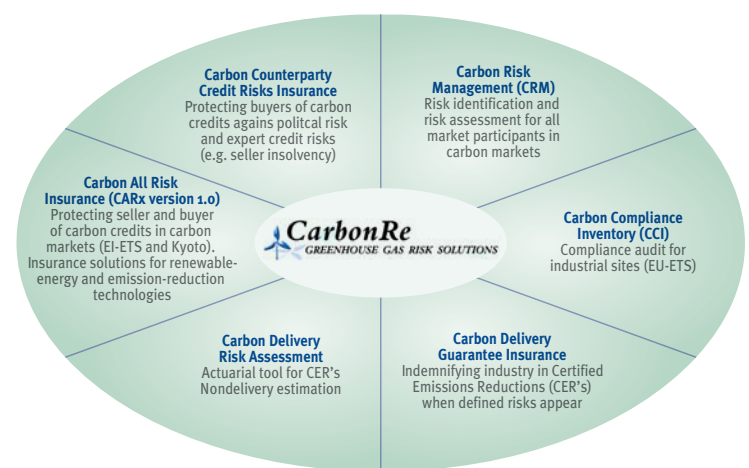 Carbon Counterparty
Credit Risks Insurance
Protecting buyers of carbon
credits agains politcal risk
and expert credit risks
(e.g. seller insolvency)
Carbon Risk
Management (CRM)
Risk identification and
risk assessment for all
market participants in
carbon markets
Carbon All Risk
Insurance (CARx version 1.0)
Protecting seller and buyer
of carbon credits in carbon
markets (EI-ETS and Kyoto).
Insurance solutions for renewable-
energy and emission-reduction
technologies
CarbonRe
GREENHOUSE GAS RISK SOLUTIONS
Carbon Compliance
Inventory (CCI)
Compliance audit for
industrial sites (EU-ETS)
Carbon Delivery
Risk Assessment
Actuarial tool for CER's
Nondelivery estimation
Carbon Delivery
Guarantee Insurance
Indemnifying industry in Certified
Emissions Reductions (CER's)
when defined risks appear